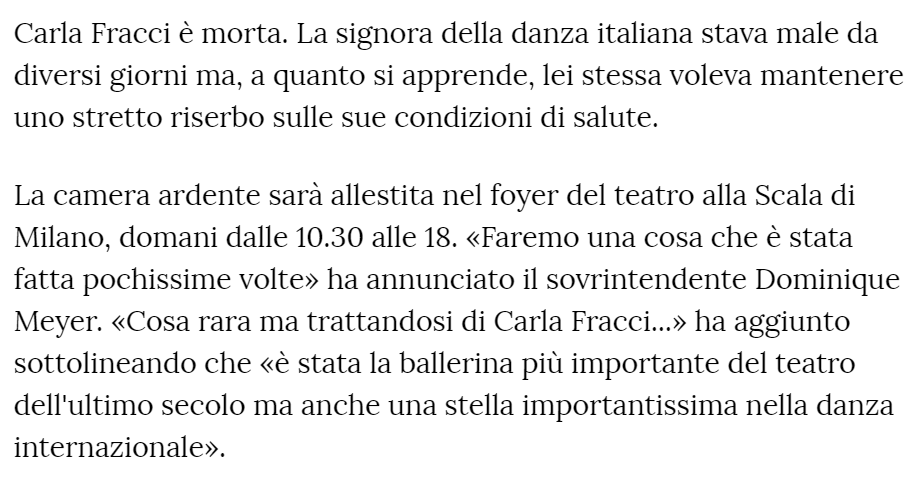 Carla Fracci è morta. La signora della danza italiana stava male da
diversi giorni ma, a quanto si apprende, lei stessa voleva mantenere
uno stretto riserbo sulle sue condizioni di salute.
La camera ardente sarà allestita nel foyer del teatro alla Scala di
Milano, domani dalle 10.30 alle 18. «Faremo una cosa che è stata
fatta pochissime volte» ha annunciato il sovrintendente Dominique
Meyer. «Cosa rara ma trattandosi di Carla Fracci...» ha aggiunto
sottolineando che «è stata la ballerina più importante del teatro
dell'ultimo secolo ma anche una stella importantissima nella danza
internazionale».